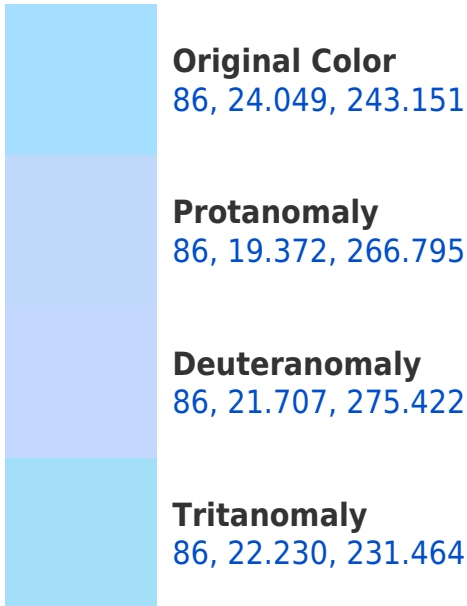 Original Color
86, 24.049, 243.151
Protanomaly
86, 19.372, 266.795
Deuteranomaly
86, 21.707, 275.422
Tritanomaly
86, 22.230, 231.464